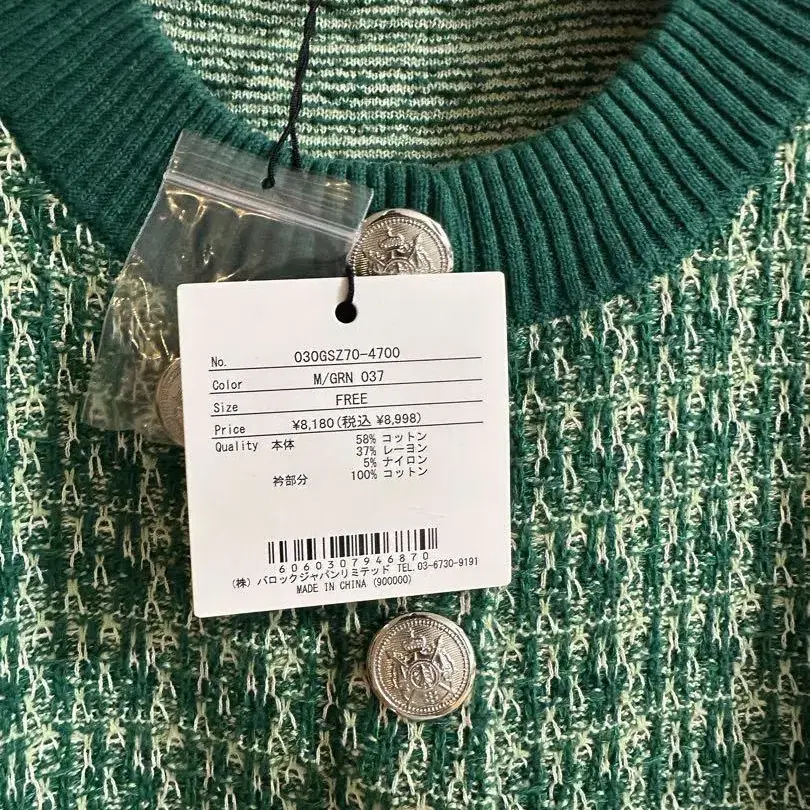 No. 030GSZ70-4700
Color M/GRN 037
Size FREE
Price ¥8,180(税込 ¥8,998)
Quality 本体 58% コットン
37% レーヨン
5% ナイロン
衿部分 100% コットン
6060307946870
(株) バロックジャパンリミテッド TEL.03-6730-9191
MADE IN CHINA (900000)